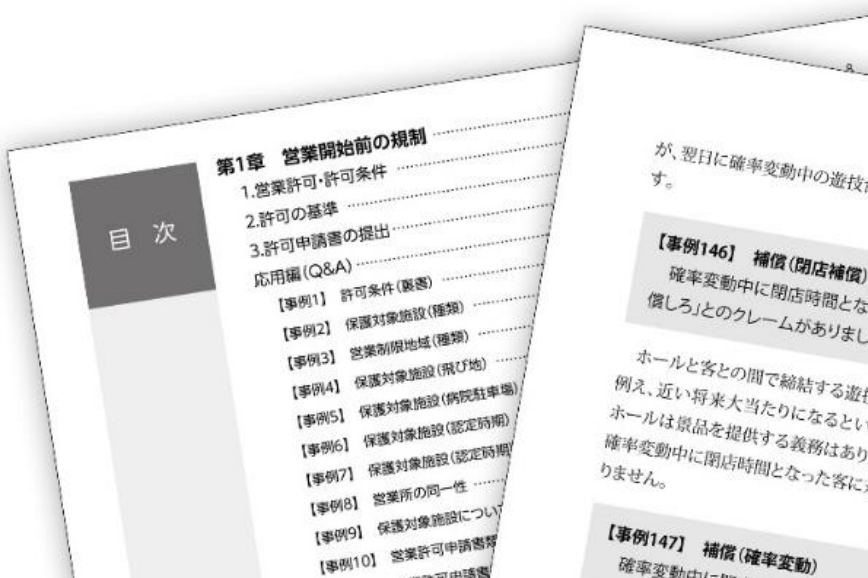 目 次
第1章 営業開始前の規制
1.営業許可・許可条件
2.許可の基準
3.許可申請書の提出
応用編(Q&A)
【事例1】 許可条件(裏書)
【事例2】 保護対象施設(種類)
【事例3】 営業制限地域(種類)
【事例4】 保護対象施設(飛び地)
【事例5】 保護対象施設(病院駐車場)
【事例6】 保護対象施設(認定時期)
【事例7】 保護対象施設(認定時期
【事例8】 営業所の同一性
【事例9】 保護対象施設につい
【事例10】 営業許可申請書類
が、翌日に確率変動中の遊技台
す。
【事例146】 補償(閉店補償)
確率変動中に閉店時間とな
償しろ」とのクレームがありまし
ホールと客との間で締結する遊技
例え、近い将来大当たりになるとい
ホールは景品を提供する義務はあり
確率変動中に閉店時間となった客に
りません。
【事例147】 補償(確率変動)
確率変動中に